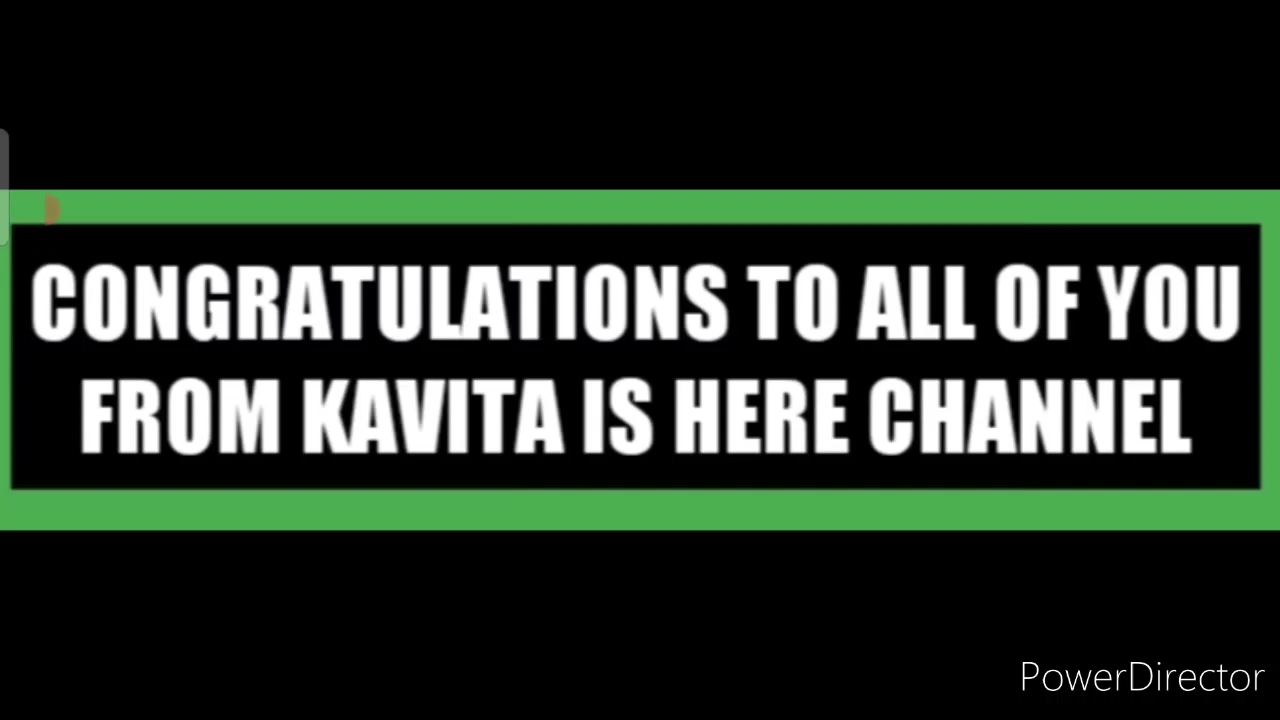 CONGRATULATIONS TO ALL OF YOU
FROM KAVITA IS HERE CHANNEL
PowerDirector